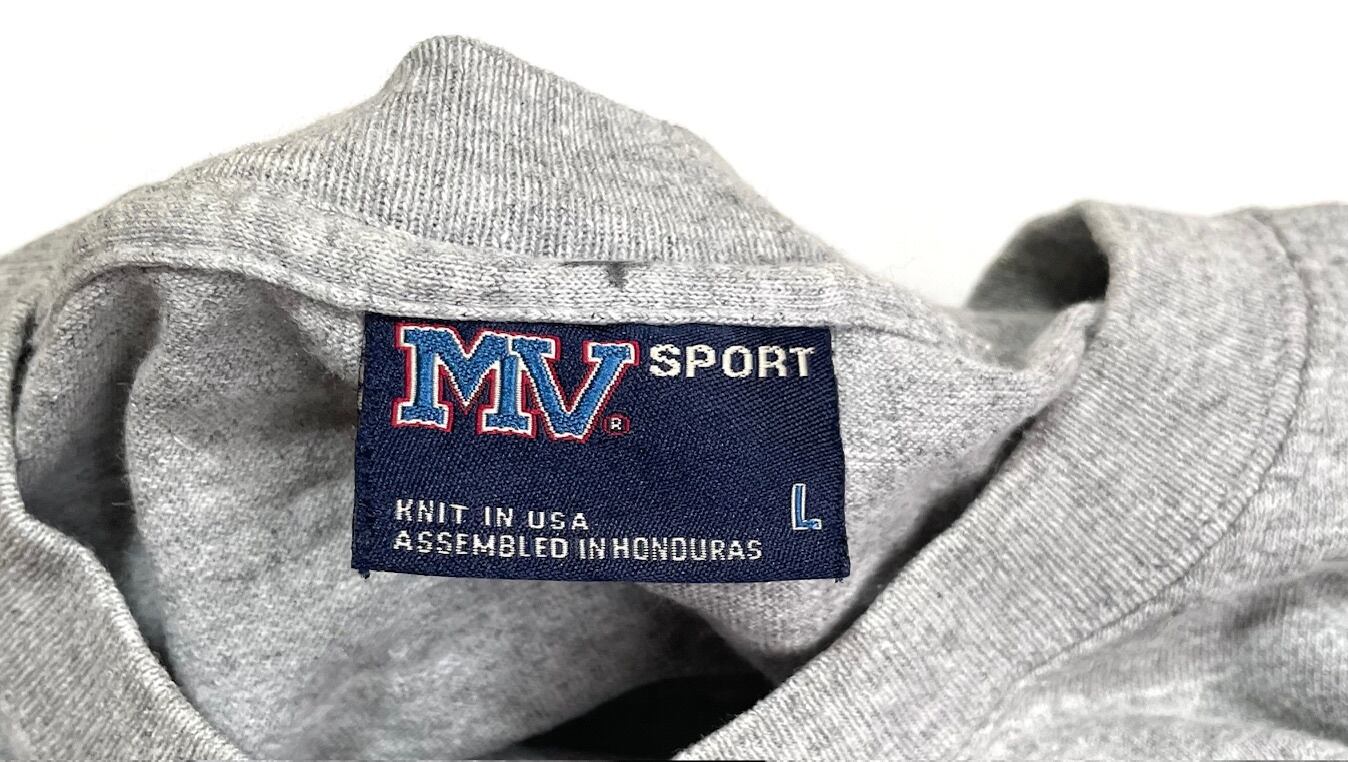 MV® SPORT
L
KNIT IN USA
ASSEMBLED IN HONDURAS